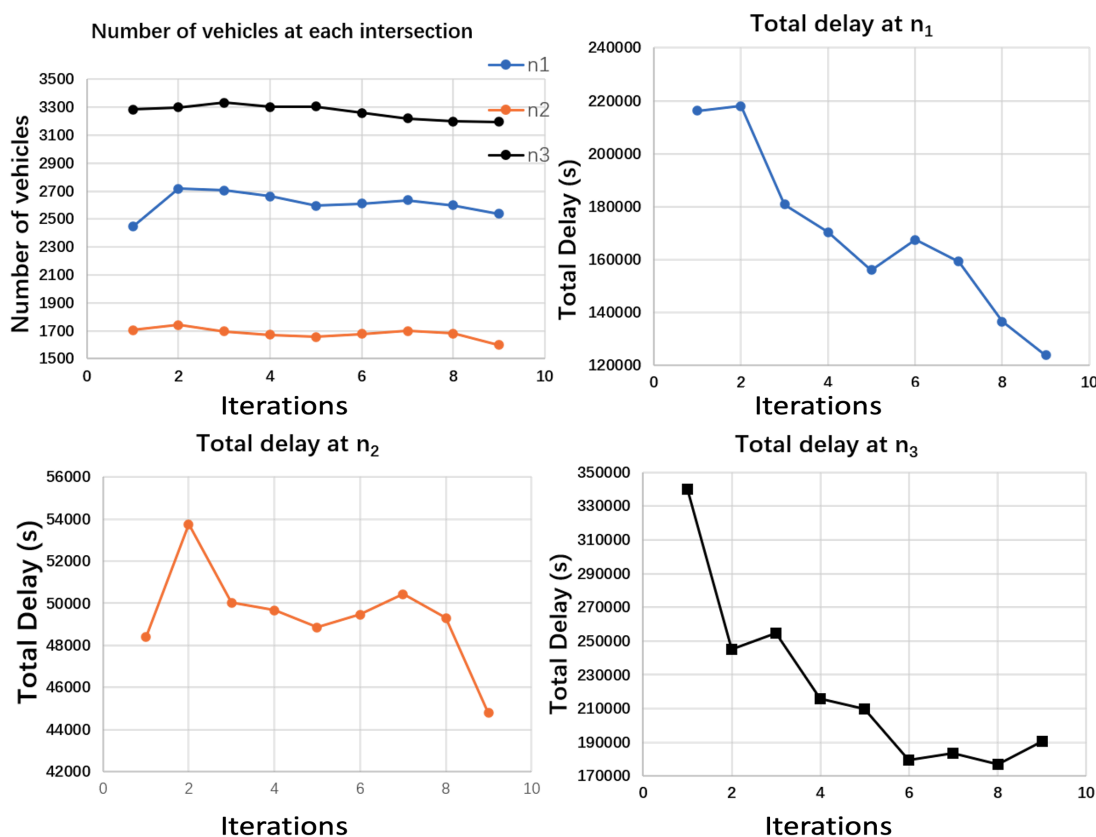 Number of vehicles at each intersection
n1
n2
n3
3500
3300
3100
2900
2700
2500
2300
2100
1900
1700
1500
0 2 4 6 8 10
Number of vehicles
Iterations
Total delay at n₁
240000
220000
200000
180000
160000
140000
120000
0 2 4 6 8 10
Total Delay (s)
Iterations
Total delay at n₂
56000
54000
52000
50000
48000
46000
44000
42000
0 2 4 6 8 10
Total Delay (s)
Iterations
Total delay at n₃
350000
330000
310000
290000
270000
250000
230000
210000
190000
170000
0 2 4 6 8 10
Total Delay (s)
Iterations